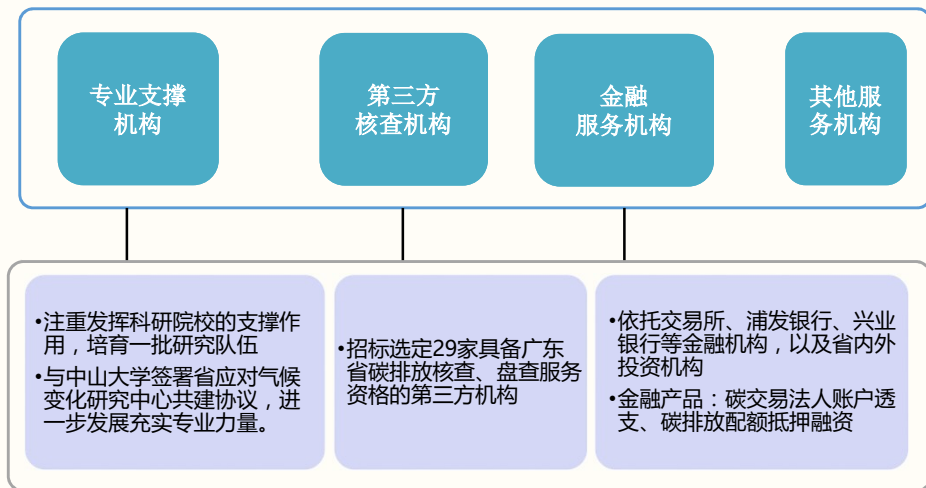 专业支撑
机构
第三方
核查机构
金融
服务机构
其他服
务机构
•注重发挥科研院校的支撑作
用，培育一批研究队伍
•与中山大学签署省应对气候
变化研究中心共建协议，进
一步发展充实专业力量。
•招标选定29家具备广东
省碳排放核查、盘查服务
资格的第三方机构
•依托交易所、浦发银行、兴业
银行等金融机构，以及省内外
投资机构
•金融产品：碳交易法人账户透
支、碳排放配额抵押融资